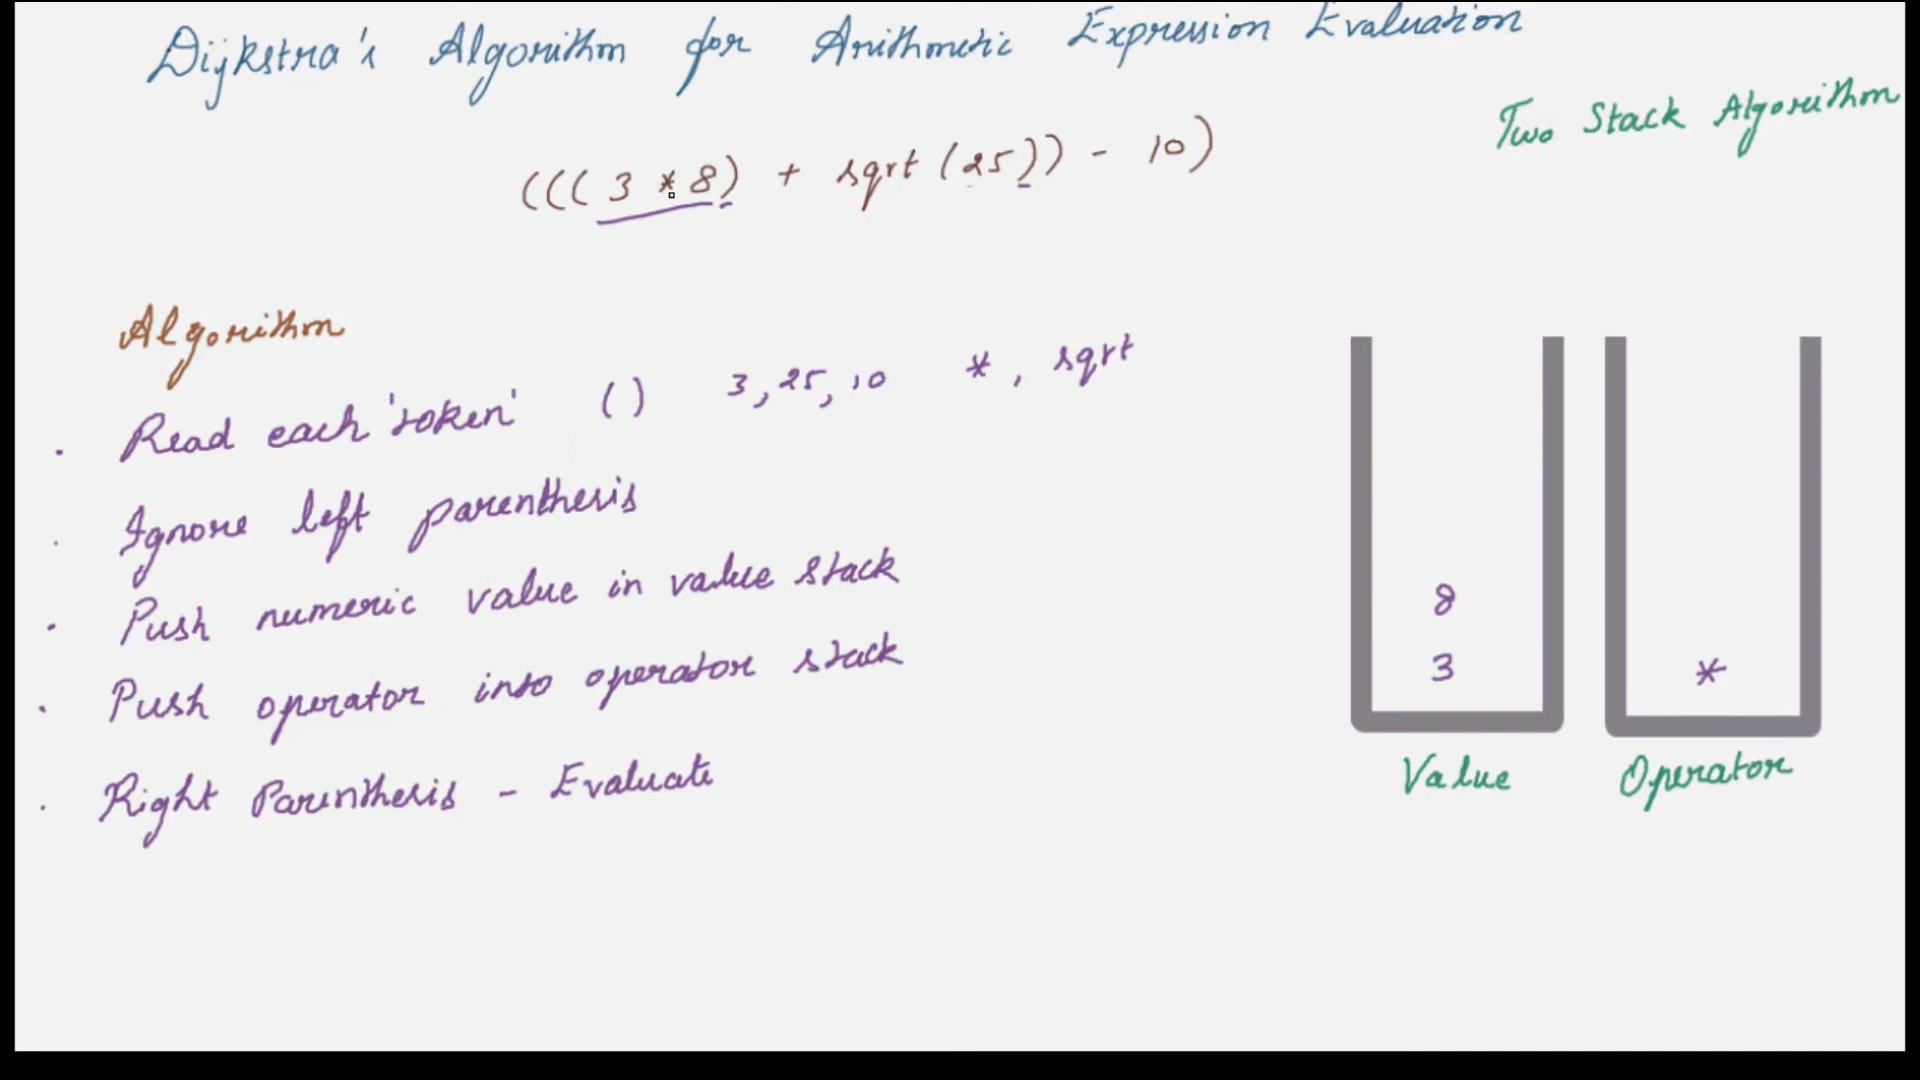 Dijkstra's Algorithm for Arithmetic Expression Evaluation
Two Stack Algorithm
(((3 * 8) + sqrt (25)) - 10)
Algorithm
. Read each 'token' ( ) 3, 25, 10 *, sqrt
. Ignore left parenthesis
. Push numeric value in value stack
. Push operator into operator stack
. Right Parenthesis - Evaluate
8
3 *
Value Operator